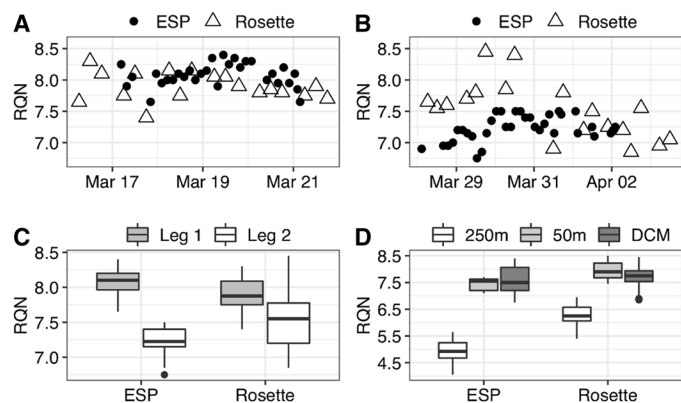 A ESP Rosette
8.5
8.0
7.5
7.0
RQN
Mar 17 Mar 19 Mar 21
B ESP Rosette
8.5
8.0
7.5
7.0
RQN
Mar 29 Mar 31 Apr 02
C Leg 1 Leg 2
8.5
8.0
7.5
7.0
RQN
ESP Rosette
D 250m 50m DCM
8.5
7.5
6.5
5.5
4.5
RQN
ESP Rosette